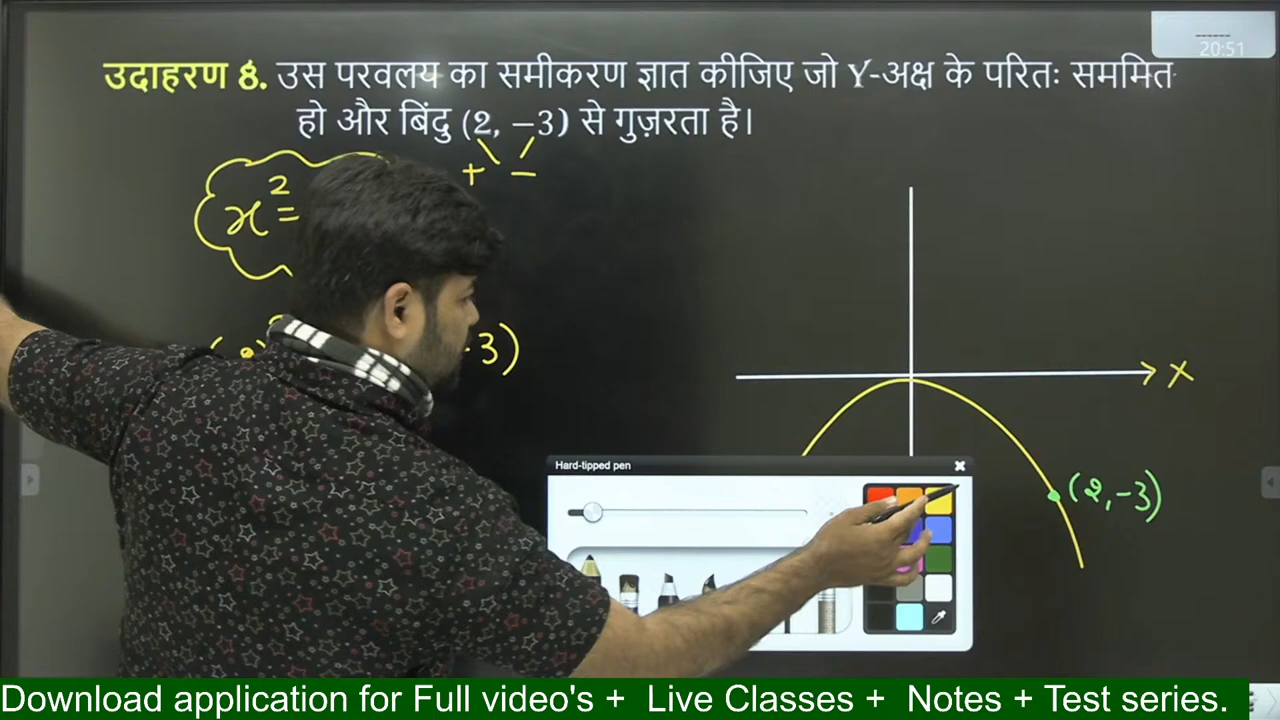 20:51
उदाहरण 8. उस परवलय का समीकरण ज्ञात कीजिए जो Y-अक्ष के परितः सममित
हो और बिंदु (2, −3) से गुज़रता है।
+ −
x² =
-3)
X
Hard-tipped pen
(2,-3)
Download application for Full video's + Live Classes + Notes + Test series.